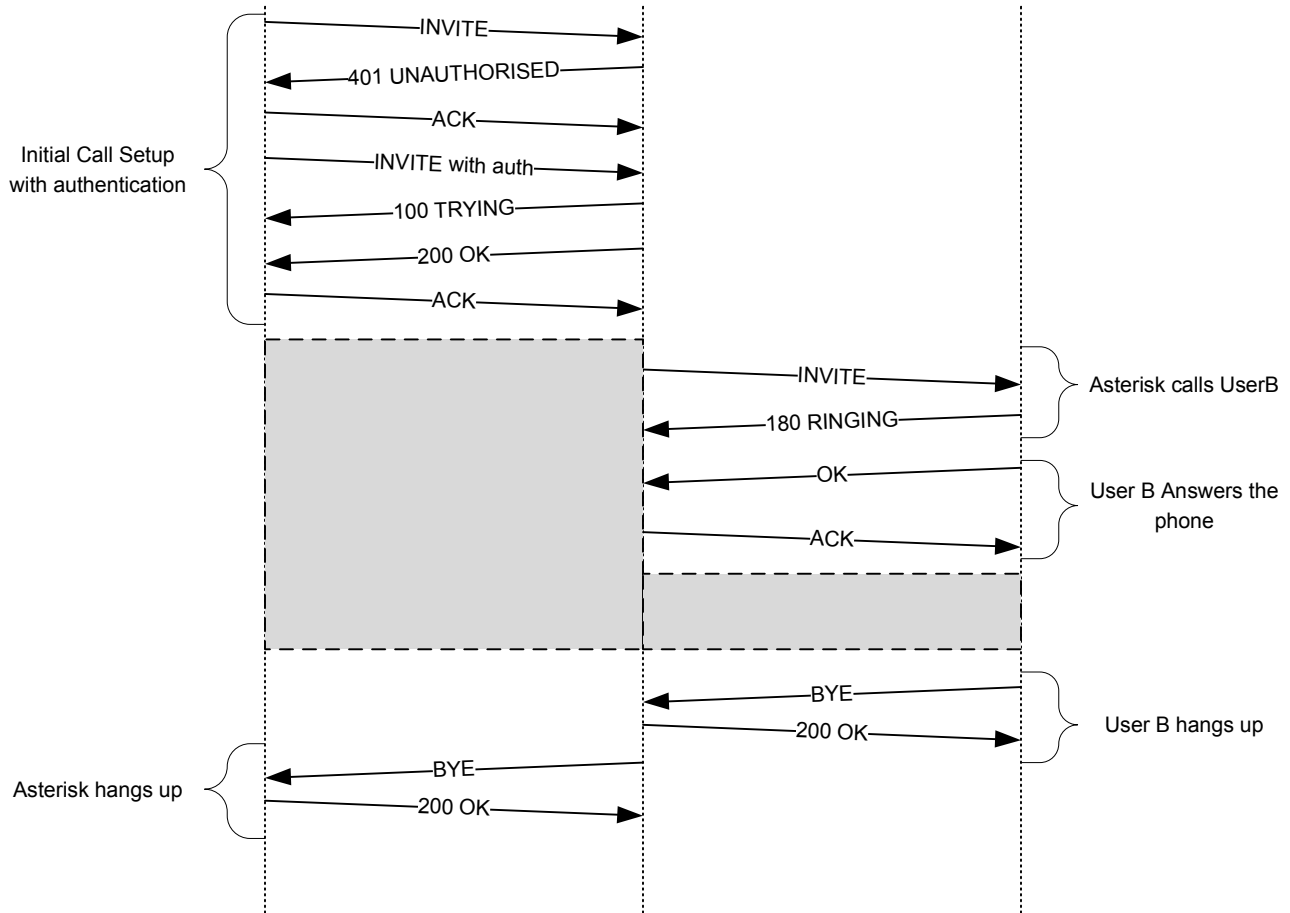 INVITE
401 UNAUTHORISED
ACK
Initial Call Setup
with authentication
INVITE with auth
100 TRYING
200 OK
ACK
INVITE
Asterisk calls UserB
180 RINGING
OK
User B Answers the
phone
ACK
BYE
200 OK
User B hangs up
BYE
Asterisk hangs up
200 OK